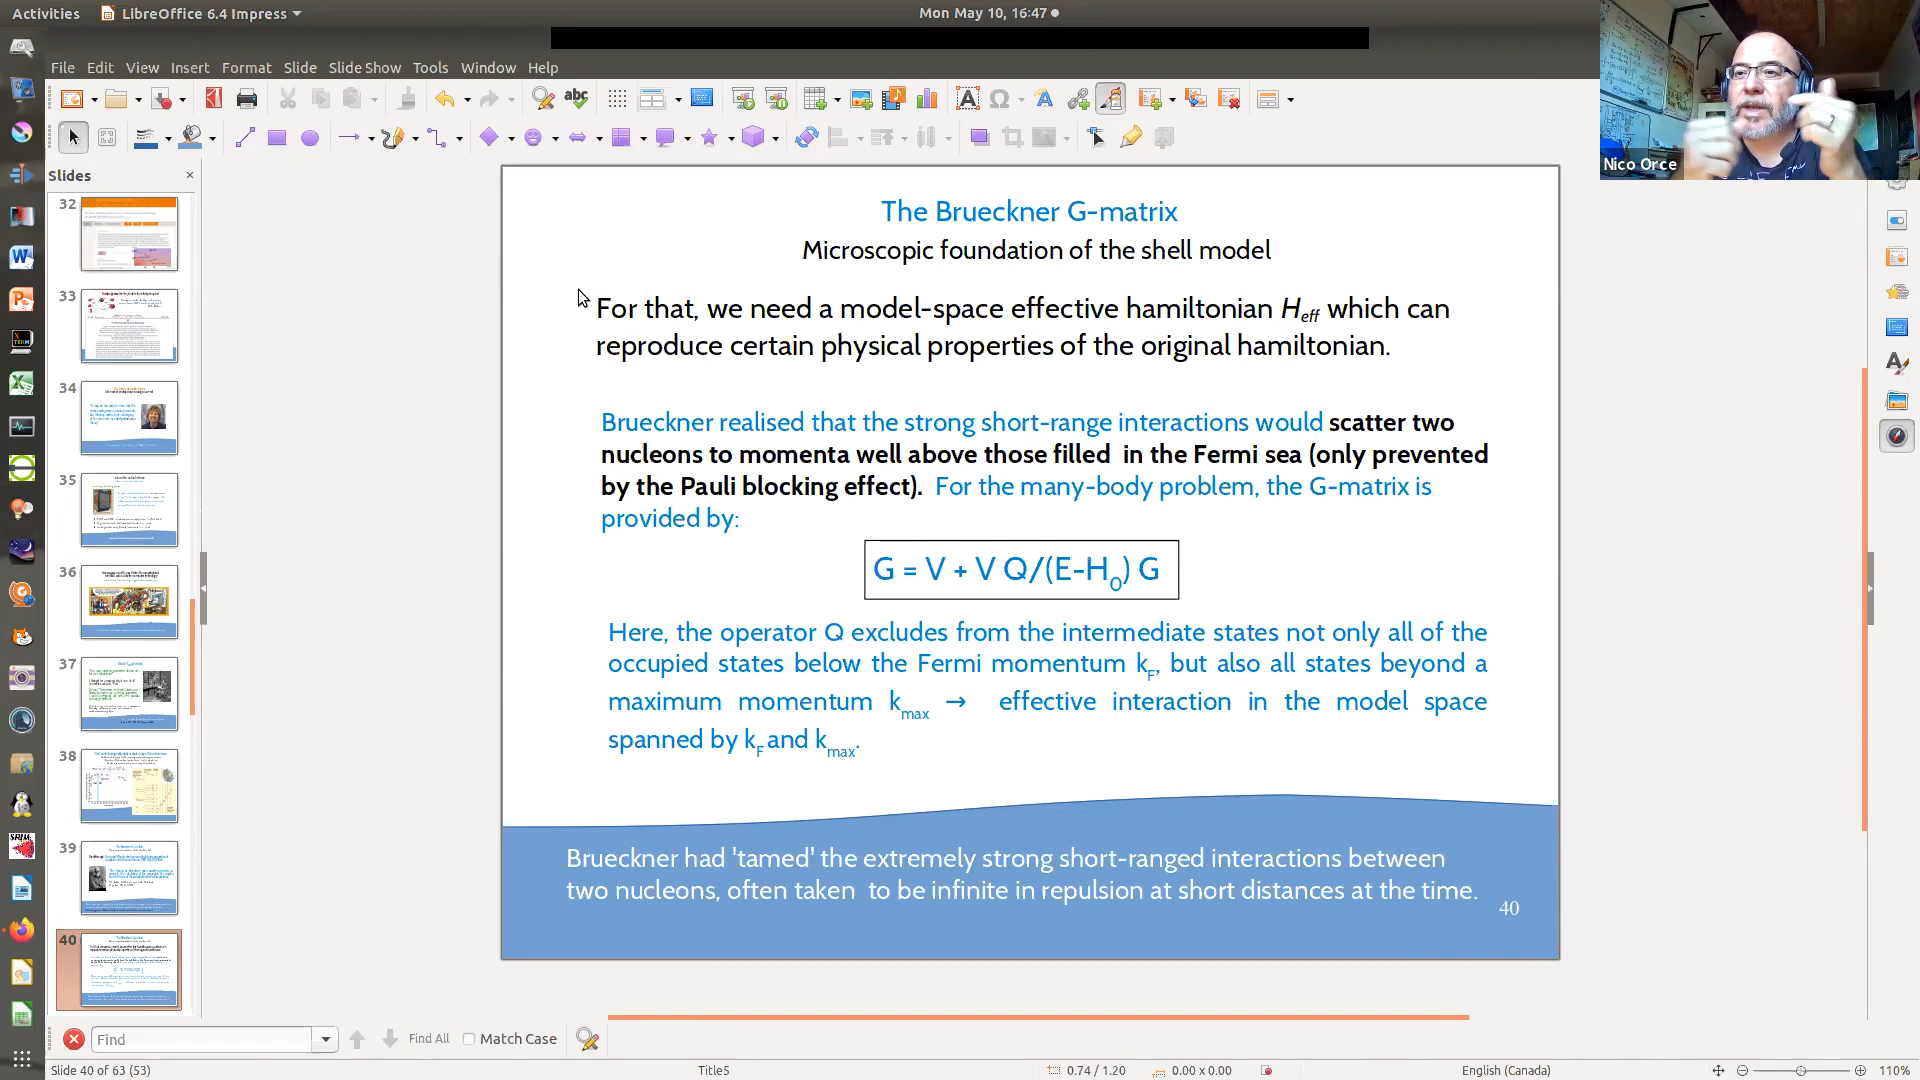 Activities
LibreOffice 6.4 Impress
Mon May 10, 16:47
File Edit View Insert Format Slide Slide Show Tools Window Help
Nico Orce
Slides
32
33
34
35
36
37
38
39
40
The Brueckner G-matrix
Microscopic foundation of the shell model
For that, we need a model-space effective hamiltonian Heff which can
reproduce certain physical properties of the original hamiltonian.
Brueckner realised that the strong short-range interactions would scatter two
nucleons to momenta well above those filled in the Fermi sea (only prevented
by the Pauli blocking effect). For the many-body problem, the G-matrix is
provided by:
G = V + V Q/(E-H0) G
Here, the operator Q excludes from the intermediate states not only all of the
occupied states below the Fermi momentum kF, but also all states beyond a
maximum momentum kmax → effective interaction in the model space
spanned by kF and kmax.
Brueckner had 'tamed' the extremely strong short-ranged interactions between
two nucleons, often taken to be infinite in repulsion at short distances at the time.
40
Find
Find All
Match Case
Slide 40 of 63 (53)
Title5
0.74 / 1.20
0.00 x 0.00
English (Canada)
110%